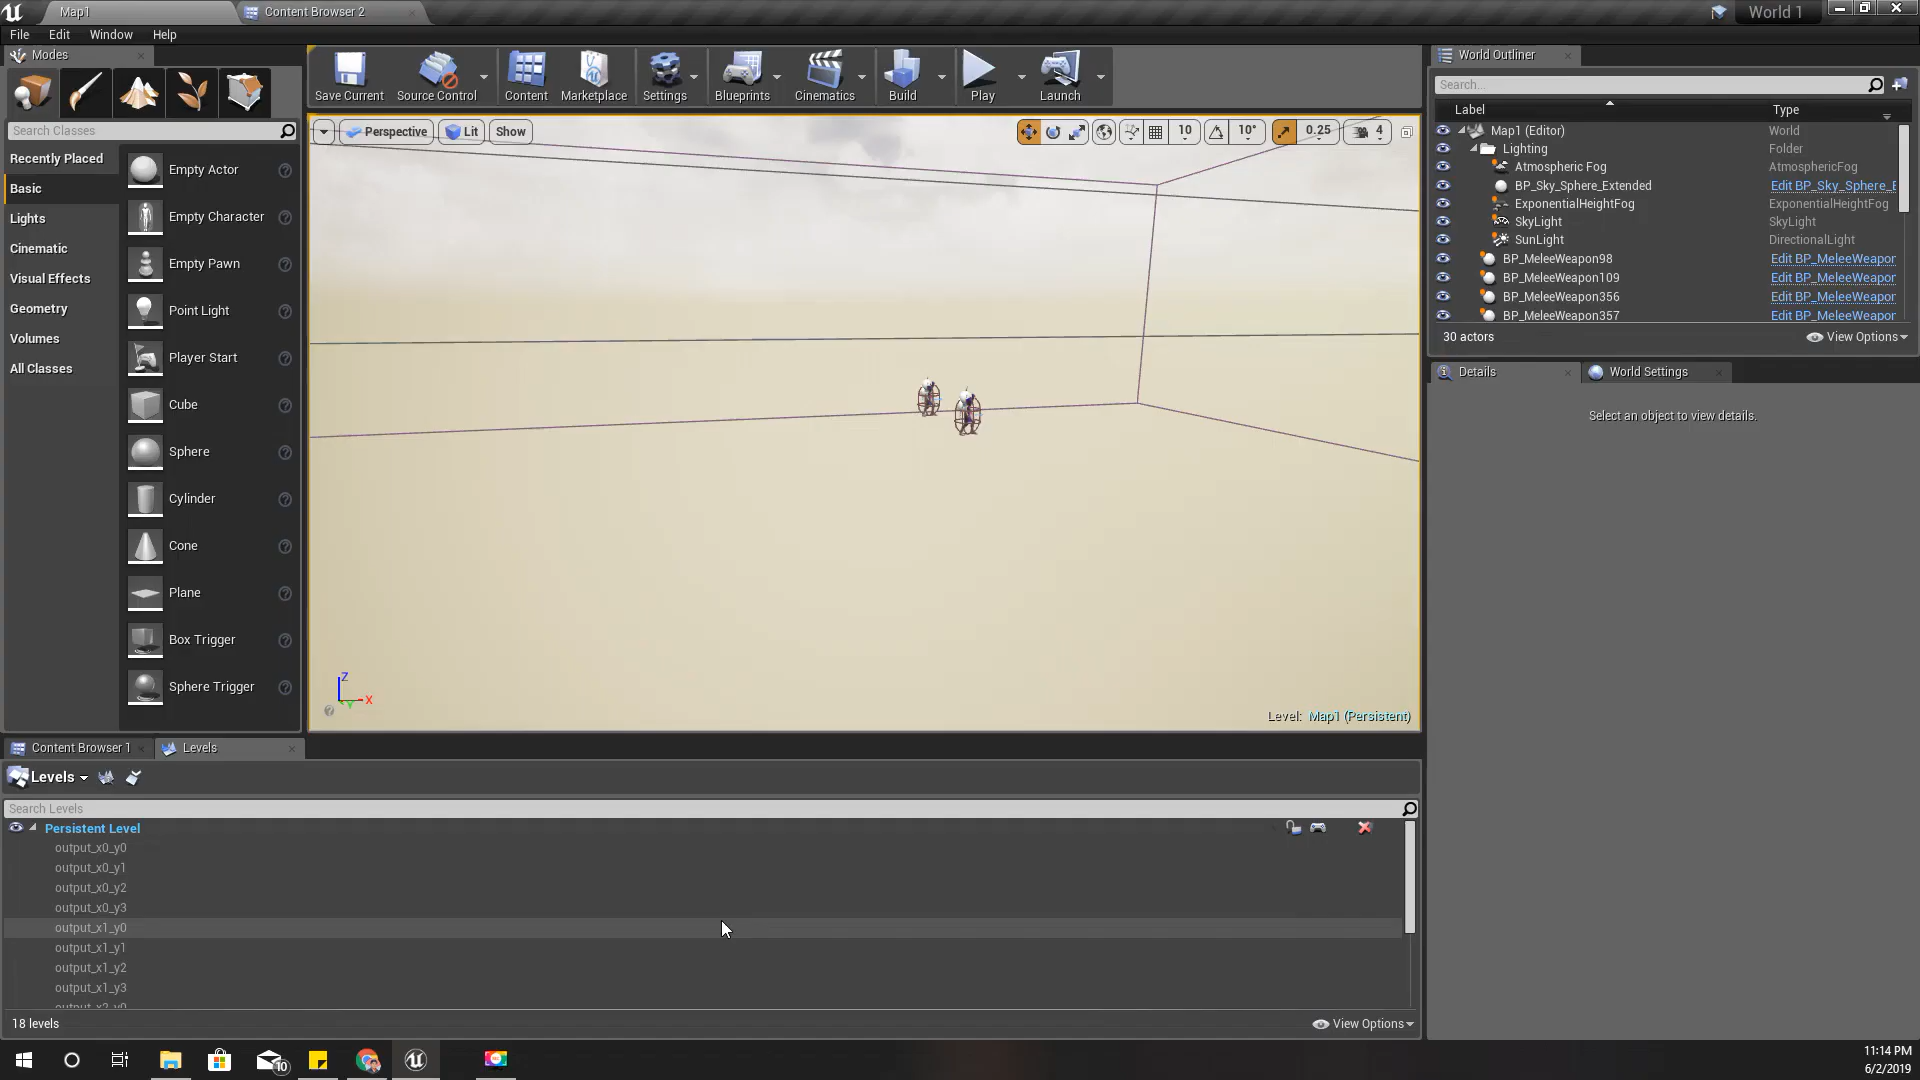 Map1
Content Browser 2
World 1
File
Edit
Window
Help
Modes
Save Current
Source Control
Content
Marketplace
Settings
Blueprints
Cinematics
Build
Play
Launch
World Outliner
Search...
Label
Type
Search Classes
Recently Placed
Basic
Lights
Cinematic
Visual Effects
Geometry
Volumes
All Classes
Empty Actor
Empty Character
Empty Pawn
Point Light
Player Start
Cube
Sphere
Cylinder
Cone
Plane
Box Trigger
Sphere Trigger
Perspective
Lit
Show
10
10°
0.25
4
Z
X
Level: Map1 (Persistent)
Map1 (Editor)
World
Lighting
Folder
Atmospheric Fog
AtmosphericFog
BP_Sky_Sphere_Extended
Edit BP_Sky_Sphere_E
ExponentialHeightFog
ExponentialHeightFog
SkyLight
SkyLight
SunLight
DirectionalLight
BP_MeleeWeapon98
Edit BP_MeleeWeapon
BP_MeleeWeapon109
Edit BP_MeleeWeapon
BP_MeleeWeapon356
Edit BP_MeleeWeapon
BP_MeleeWeapon357
Edit BP_MeleeWeapon
30 actors
View Options
Details
World Settings
Select an object to view details.
Content Browser 1
Levels
Levels
Search Levels
Persistent Level
output_x0_y0
output_x0_y1
output_x0_y2
output_x0_y3
output_x1_y0
output_x1_y1
output_x1_y2
output_x1_y3
output_x2_y0
18 levels
View Options
10
11:14 PM
6/2/2019